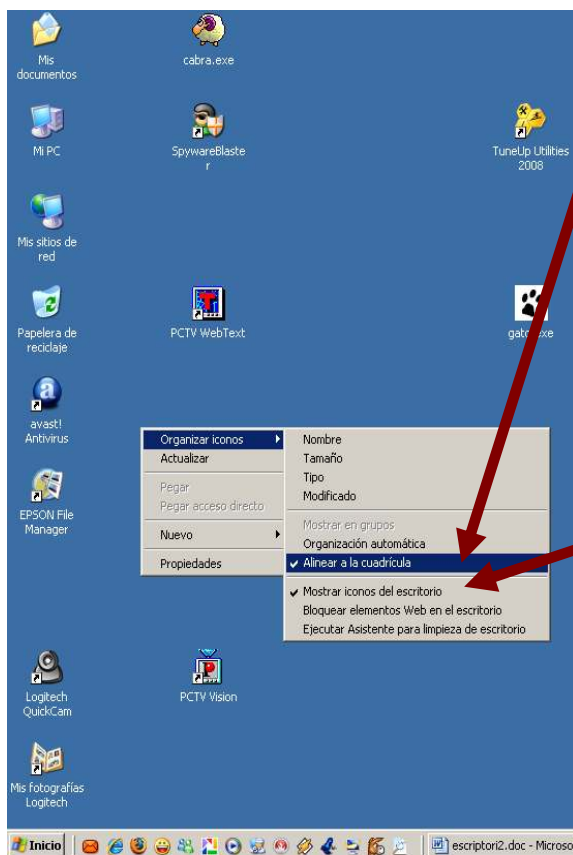 Mis
documentos
cabra.exe
Mi PC
SpywareBlaste
r
TuneUp Utilities
2008
Mis sitios de
red
Papelera de
reciclaje
PCTV WebText
gato.exe
avast!
Antivirus
EPSON File
Manager
Organizar iconos
Actualizar
Pegar
Pegar acceso directo
Nuevo
Propiedades
Nombre
Tamaño
Tipo
Modificado
Mostrar en grupos
Organización automática
Alinear a la cuadrícula
Mostrar iconos del escritorio
Bloquear elementos Web en el escritorio
Ejecutar Asistente para limpieza de escritorio
Logitech
QuickCam
PCTV Vision
Mis fotografías
Logitech
Inicio
escriptori2.doc - Microso